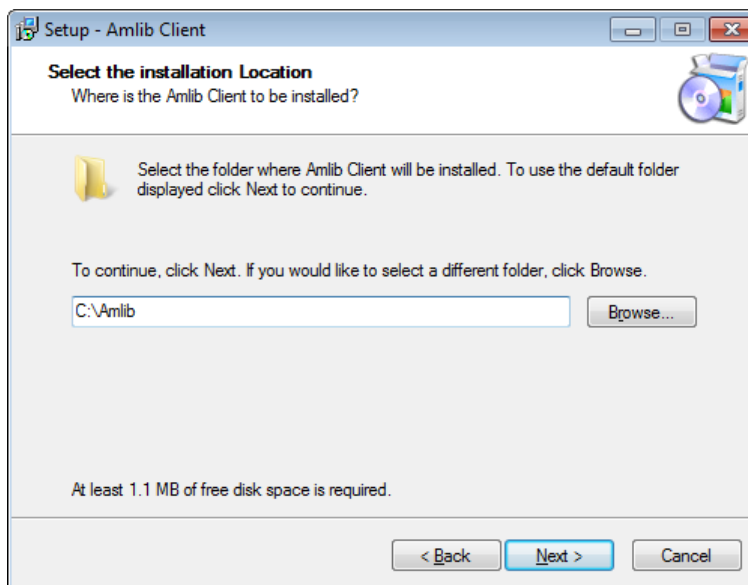 Setup - Amlib Client
Select the installation Location
Where is the Amlib Client to be installed?
Select the folder where Amlib Client will be installed. To use the default folder
displayed click Next to continue.
To continue, click Next. If you would like to select a different folder, click Browse.
C:\Amlib
Browse...
At least 1.1 MB of free disk space is required.
< Back
Next >
Cancel